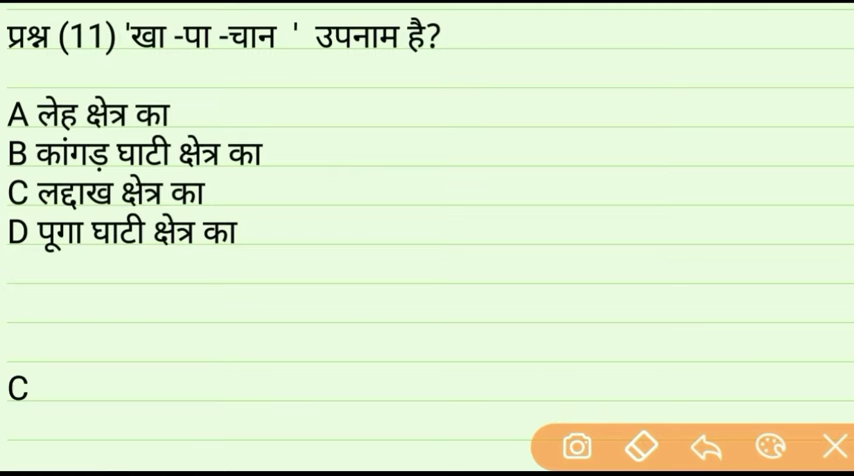 प्रश्न (11) 'खा -पा -चान ' उपनाम है?
A लेह क्षेत्र का
B कांगड़ घाटी क्षेत्र का
C लद्दाख क्षेत्र का
D पूगा घाटी क्षेत्र का
C